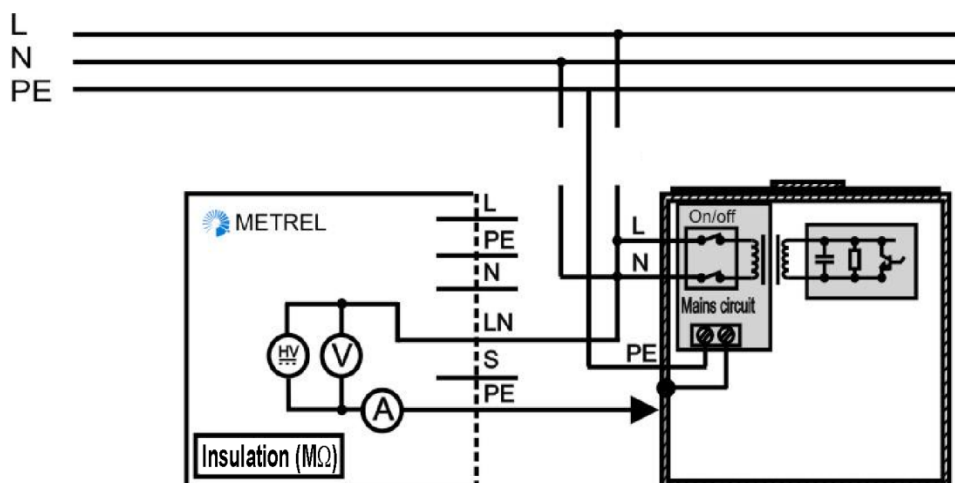 L
N
PE
METREL
L
PE
N
LN
S
PE
HV
V
A
Insulation (MΩ)
L
N
PE
On/off
Mains circuit